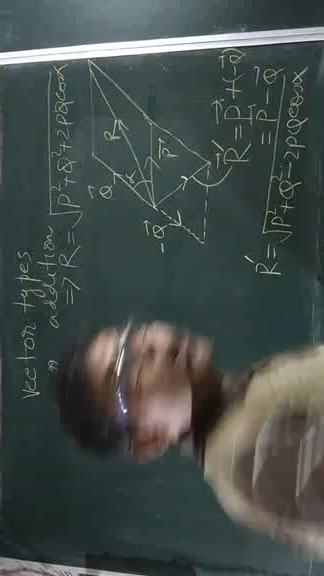 Vector types
" addition
⇒ R = √P²+Q²+2PQcosα
R
P⃗
Q⃗
α
-Q⃗
R⃗' = P⃗+(-Q⃗)
= P⃗-Q⃗
R' = √P²+Q²-2PQcosα